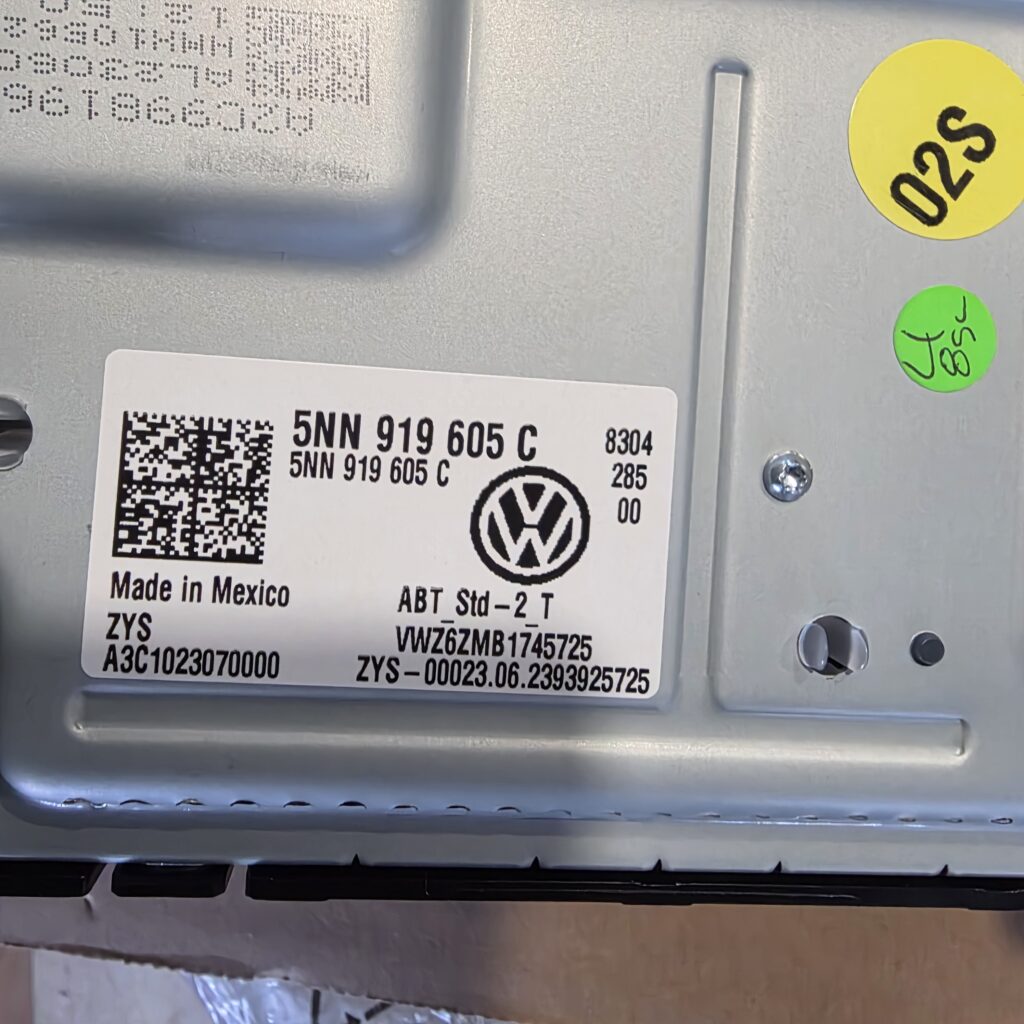 02S
5NN 919 605 C
5NN 919 605 C
8304
285
00
Made in Mexico
ZYS
A3C1023070000
ABT_Std-2_T
VWZ6ZMB1745725
ZYS-00023.06.2393925725